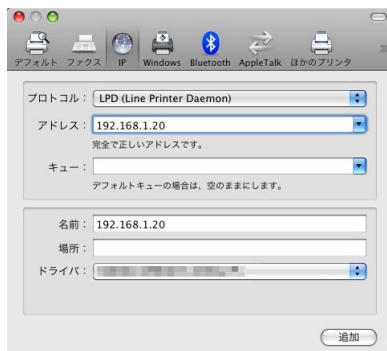 デフォルト ファクス IP Windows Bluetooth AppleTalk ほかのプリンタ
プロトコル： LPD (Line Printer Daemon)
アドレス： 192.168.1.20
完全で正しいアドレスです。
キュー：
デフォルトキューの場合は、空のままにします。
名前： 192.168.1.20
場所：
ドライバ：
追加